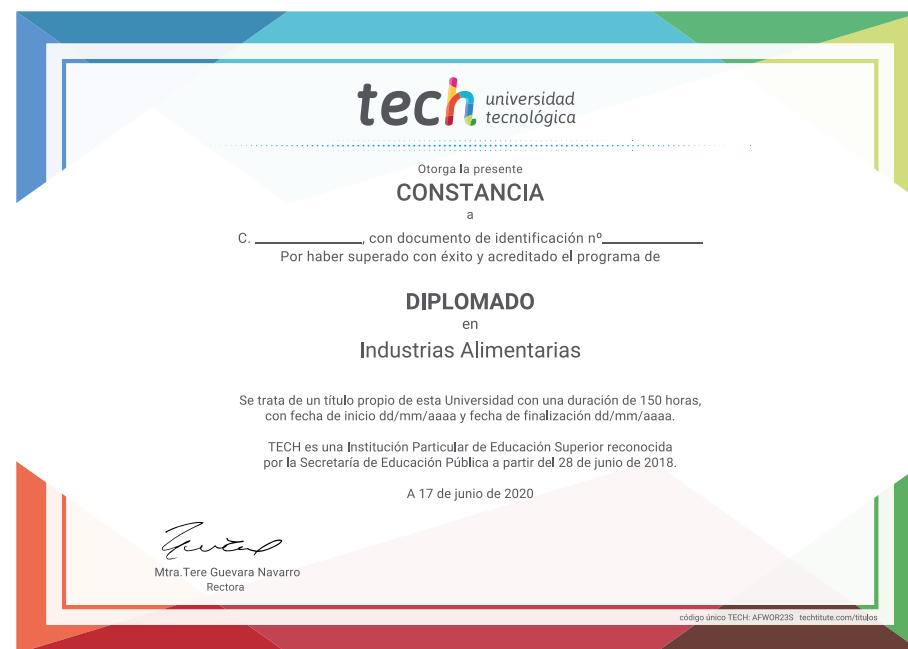 tech universidad
tecnológica
Otorga la presente
CONSTANCIA
a
C. ____________, con documento de identificación nº____________
Por haber superado con éxito y acreditado el programa de
DIPLOMADO
en
Industrias Alimentarias
Se trata de un título propio de esta Universidad con una duración de 150 horas,
con fecha de inicio dd/mm/aaaa y fecha de finalización dd/mm/aaaa.
TECH es una Institución Particular de Educación Superior reconocida
por la Secretaría de Educación Pública a partir del 28 de junio de 2018.
A 17 de junio de 2020
Mtra.Tere Guevara Navarro
Rectora
código único TECH: AFWOR23S techtitute.com/titulos